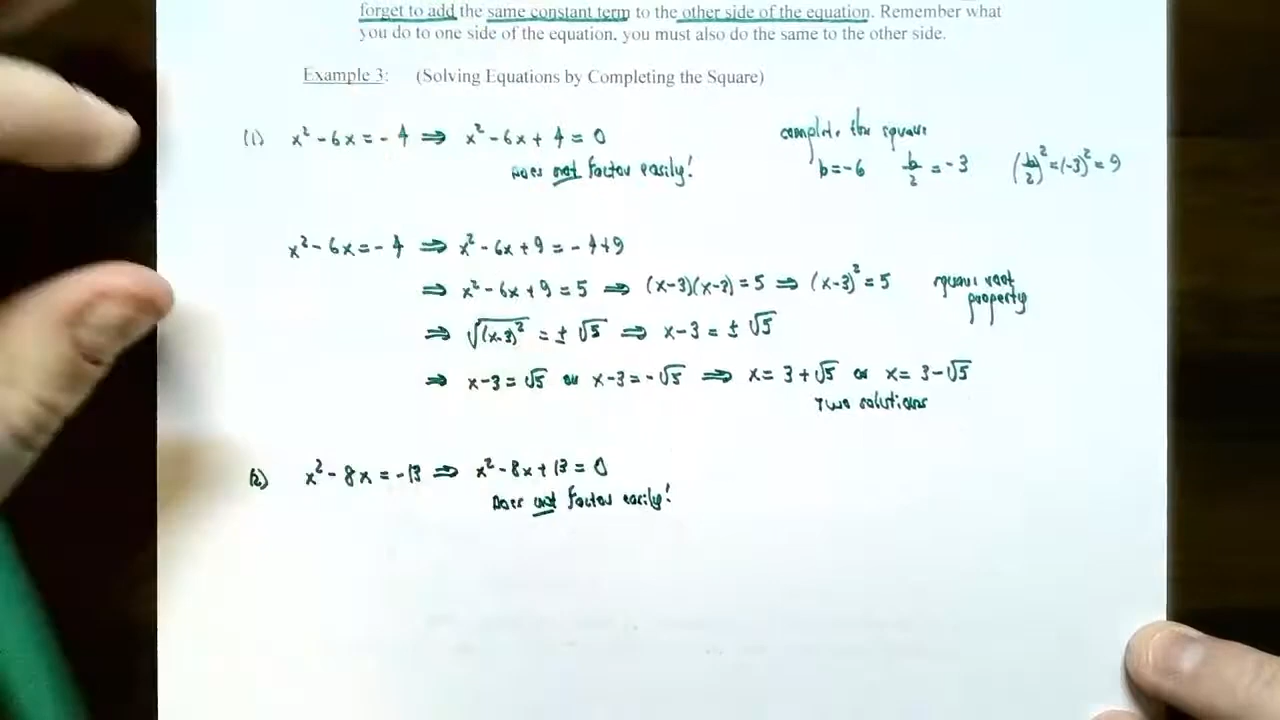 forget to add the same constant term to the other side of the equation. Remember what
you do to one side of the equation, you must also do the same to the other side.
Example 3: (Solving Equations by Completing the Square)
(1) x² - 6x = - 4 ⇒ x² - 6x + 4 = 0
Does not factor easily!
complete the square
b = -6 b/2 = -3 (b/2)² = (-3)² = 9
x² - 6x = - 4 ⇒ x² - 6x + 9 = - 4 + 9
⇒ x² - 6x + 9 = 5 ⇒ (x-3)(x-3) = 5 ⇒ (x-3)² = 5
square root
property
⇒ √(x-3)² = ± √5 ⇒ x - 3 = ± √5
⇒ x - 3 = √5 or x - 3 = -√5 ⇒ x = 3 + √5 or x = 3 - √5
Two solutions
(2) x² - 8x = -13 ⇒ x² - 8x + 13 = 0
Does not factor easily!